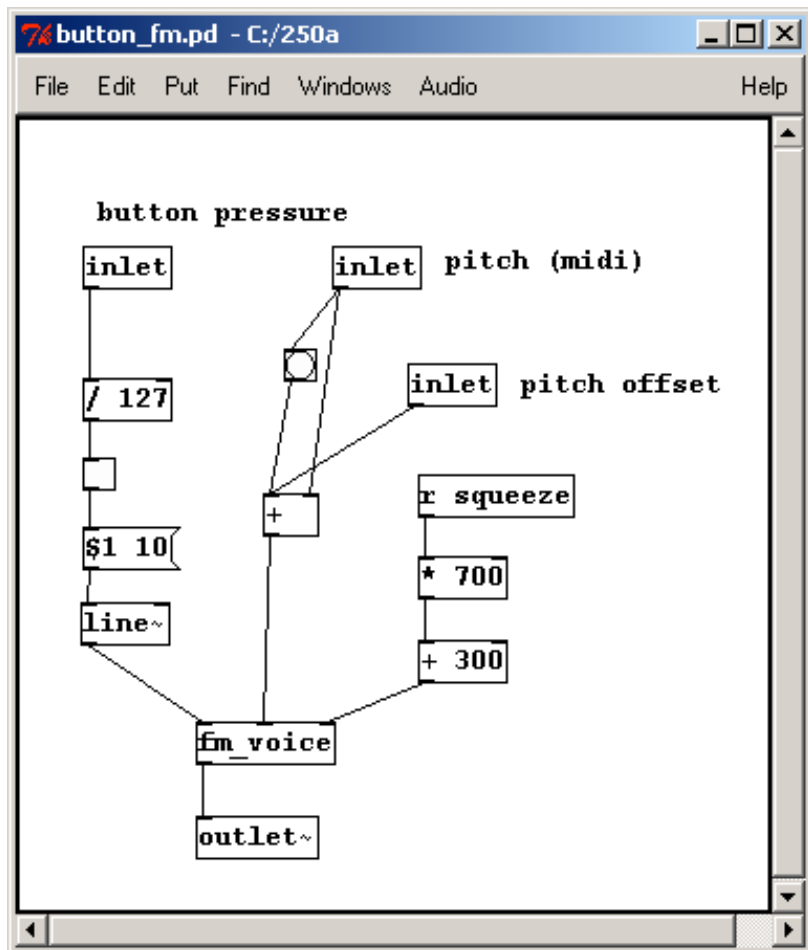 button_fm.pd - C:/250a
File Edit Put Find Windows Audio Help
button pressure
inlet
inlet pitch (midi)
/ 127
inlet pitch offset
$1 10
+
r squeeze
* 700
line~
+ 300
fm_voice
outlet~